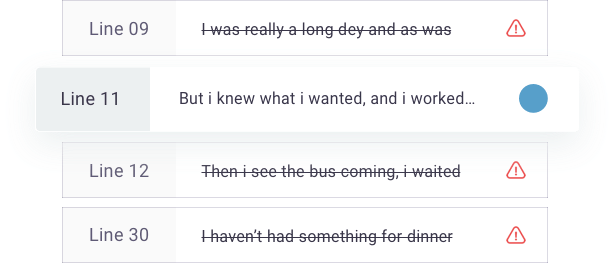 Line 09 I was really a long dey and as was
Line 11 But i knew what i wanted, and i worked...
Line 12 Then i see the bus coming, i waited
Line 30 I haven’t had something for dinner